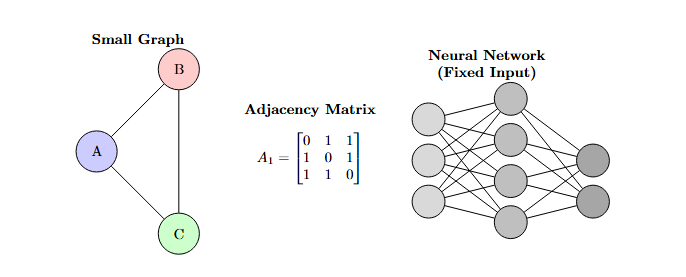 Small Graph
B
A
C
Adjacency Matrix
A₁ =
0 1 1
1 0 1
1 1 0
Neural Network
(Fixed Input)